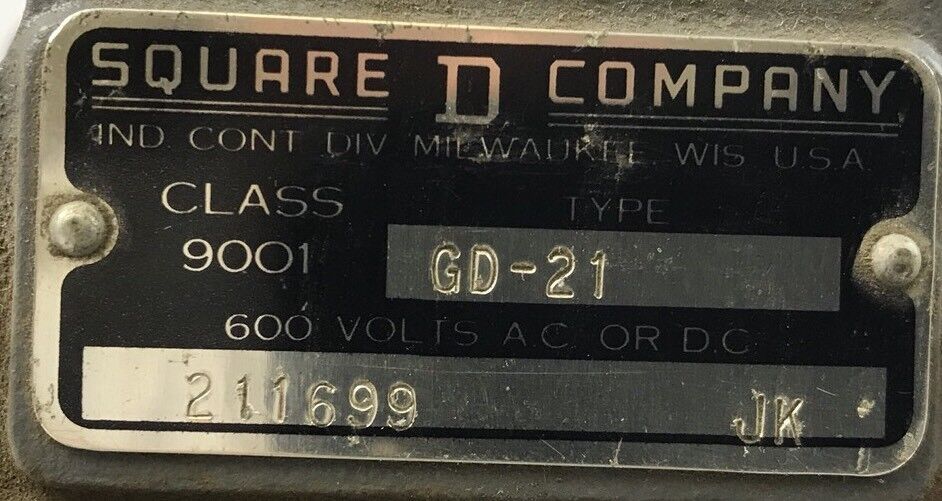 SQUARE D COMPANY
IND. CONT DIV MILWAUKEE WIS U.S.A.
CLASS TYPE
9001 GD-21
600 VOLTS A.C. OR D.C
211699 JK